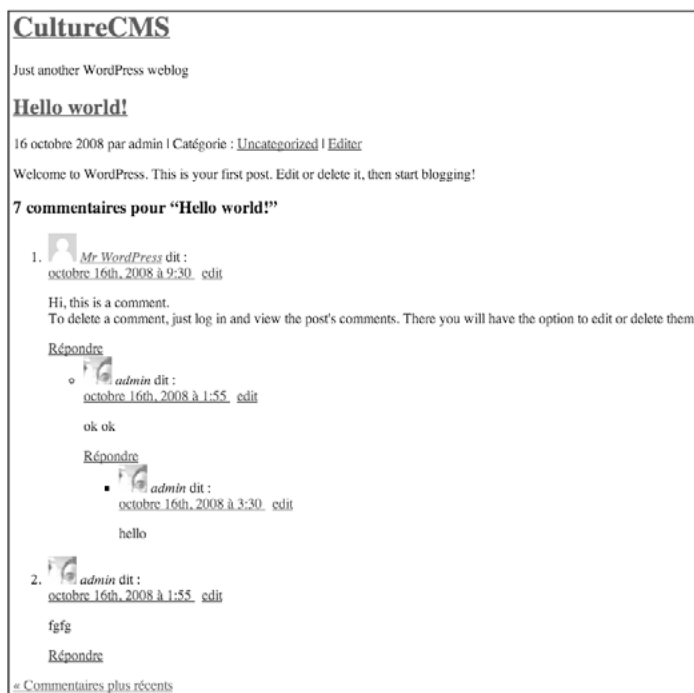 CultureCMS
Just another WordPress weblog
Hello world!
16 octobre 2008 par admin | Catégorie : Uncategorized | Editer
Welcome to WordPress. This is your first post. Edit or delete it, then start blogging!
7 commentaires pour “Hello world!”
1. Mr WordPress dit :
octobre 16th, 2008 à 9:30 edit
Hi, this is a comment.
To delete a comment, just log in and view the post's comments. There you will have the option to edit or delete them
Répondre
admin dit :
octobre 16th, 2008 à 1:55 edit
ok ok
Répondre
admin dit :
octobre 16th, 2008 à 3:30 edit
hello
2. admin dit :
octobre 16th, 2008 à 1:55 edit
fgfg
Répondre
« Commentaires plus récents